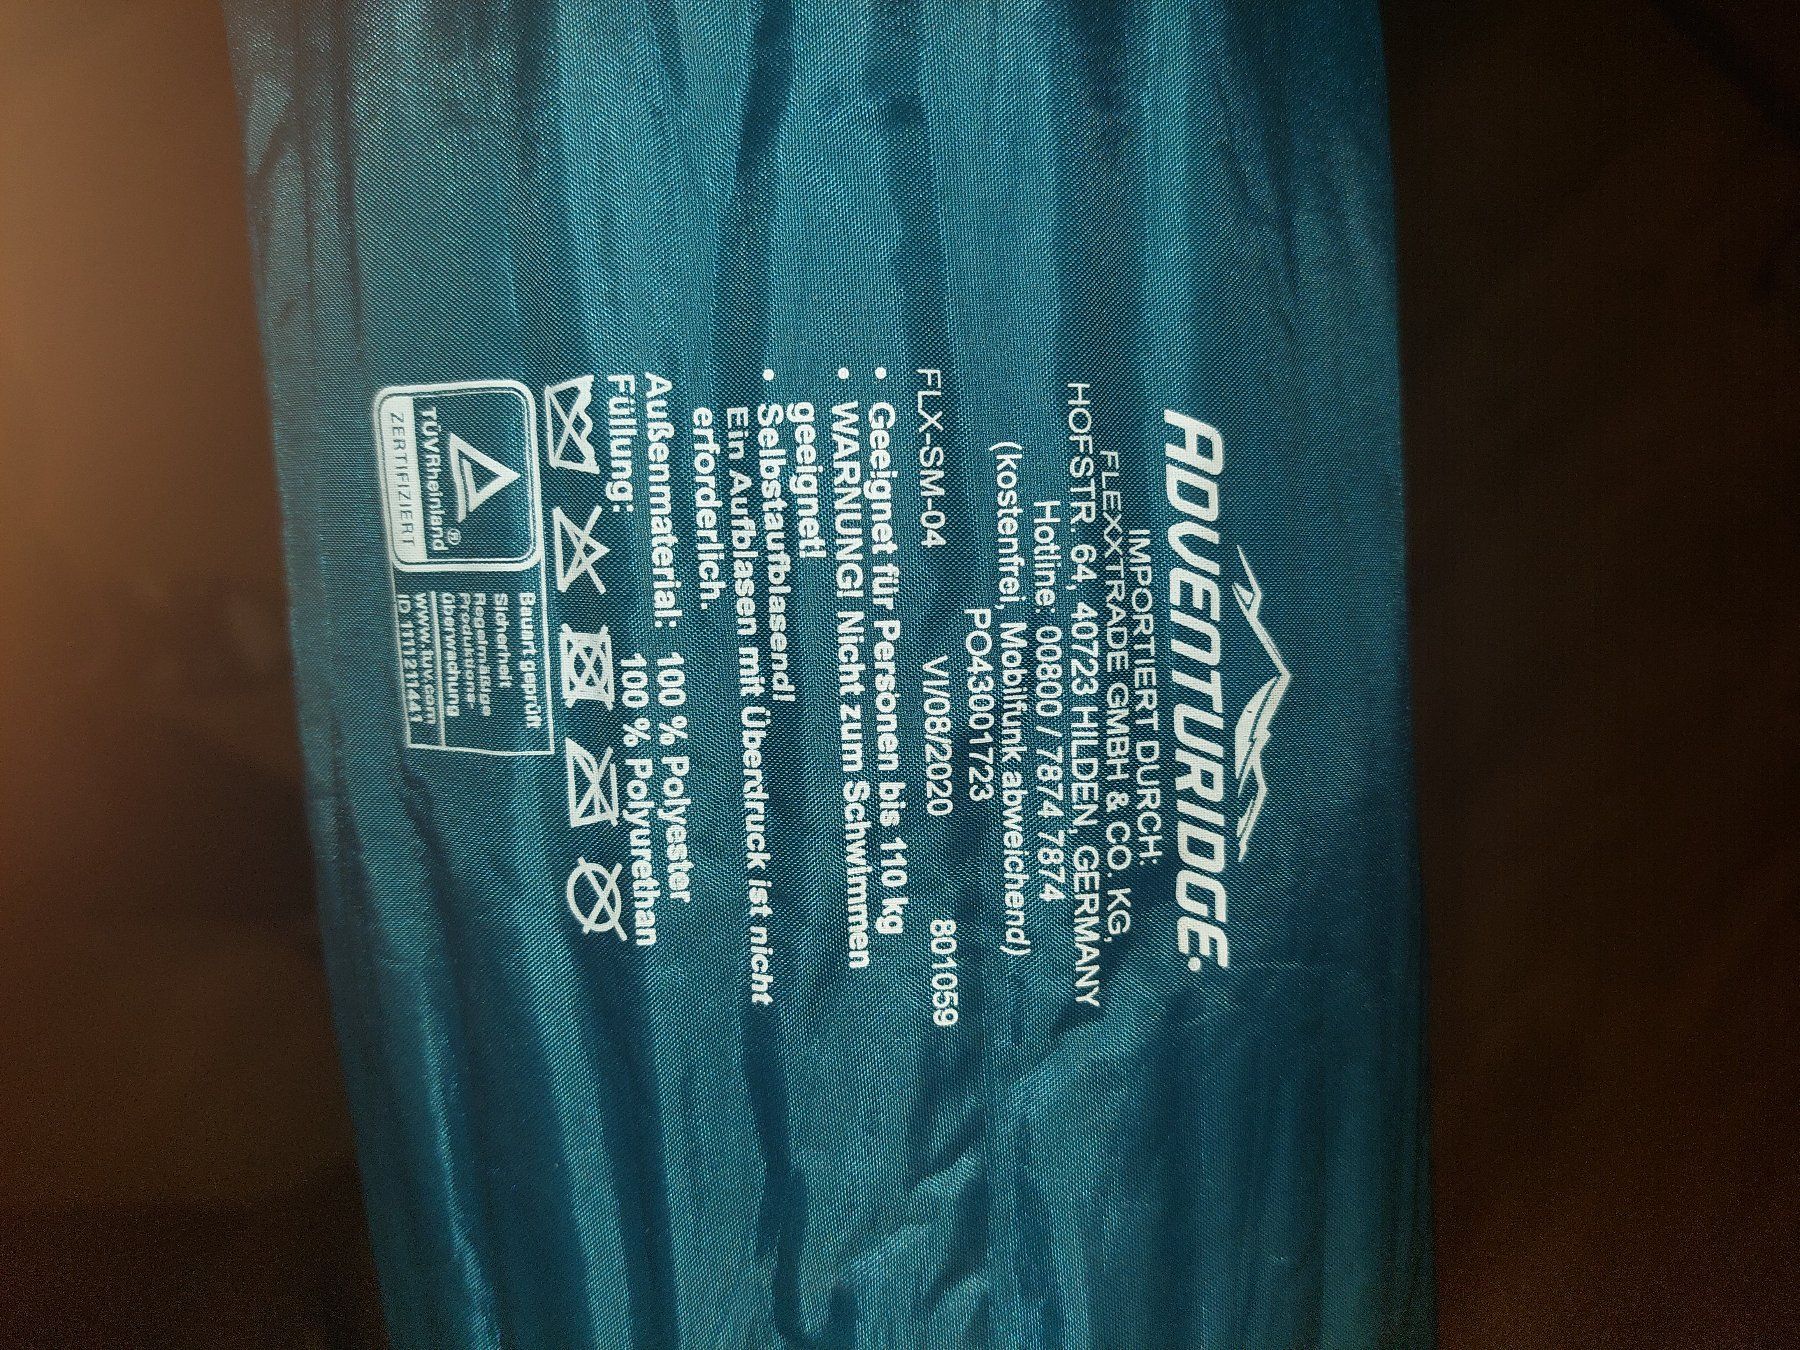 ADVENTURIDGE
IMPORTIERT DURCH:
FLEXXTRADE GMBH & CO. KG,
HOFSTR. 64, 40723 HILDEN, GERMANY
Hotline: 00800 / 7874 7874
(kostenfrei, Mobilfunk abweichend)
PO43001723
FLX-SM-04 VI/08/2020 801059
• Geeignet für Personen bis 110 kg
• WARNUNG! Nicht zum Schwimmen
geeignet!
• Selbstaufblasend!
Ein Aufblasen mit Überdruck ist nicht
erforderlich.
Außenmaterial: 100 % Polyester
Füllung: 100 % Polyurethan
TÜVRheinland®
ZERTIFIZIERT
Bauart geprüft
Sicherheit
Regelmäßige
Produktions-
überwachung
www.tuv.com
ID 1111231441